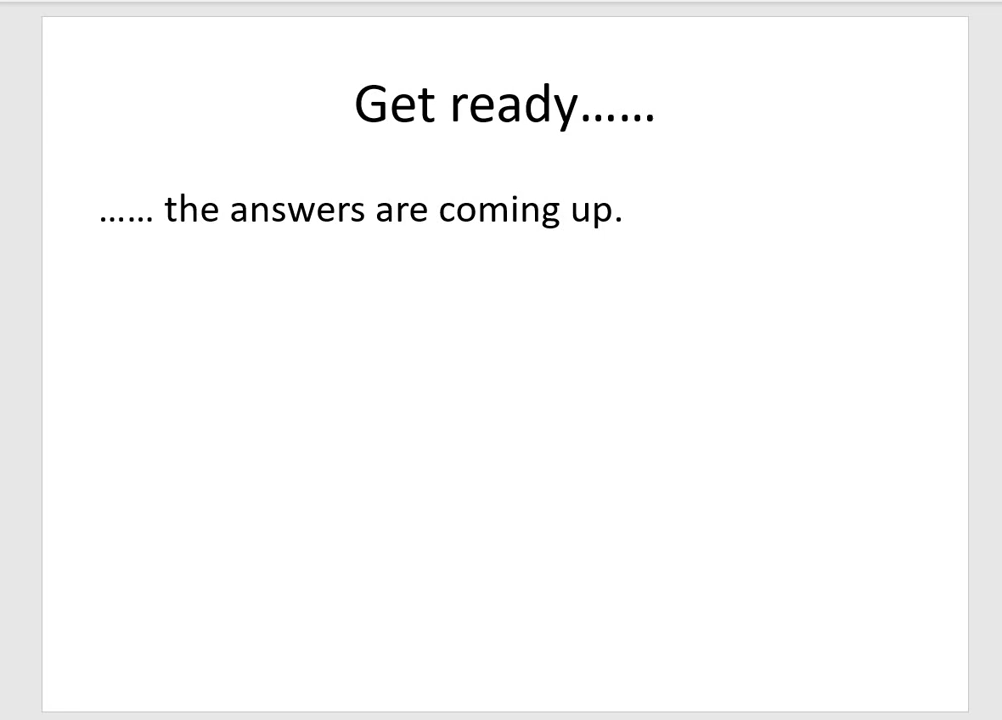 Get ready……
…… the answers are coming up.